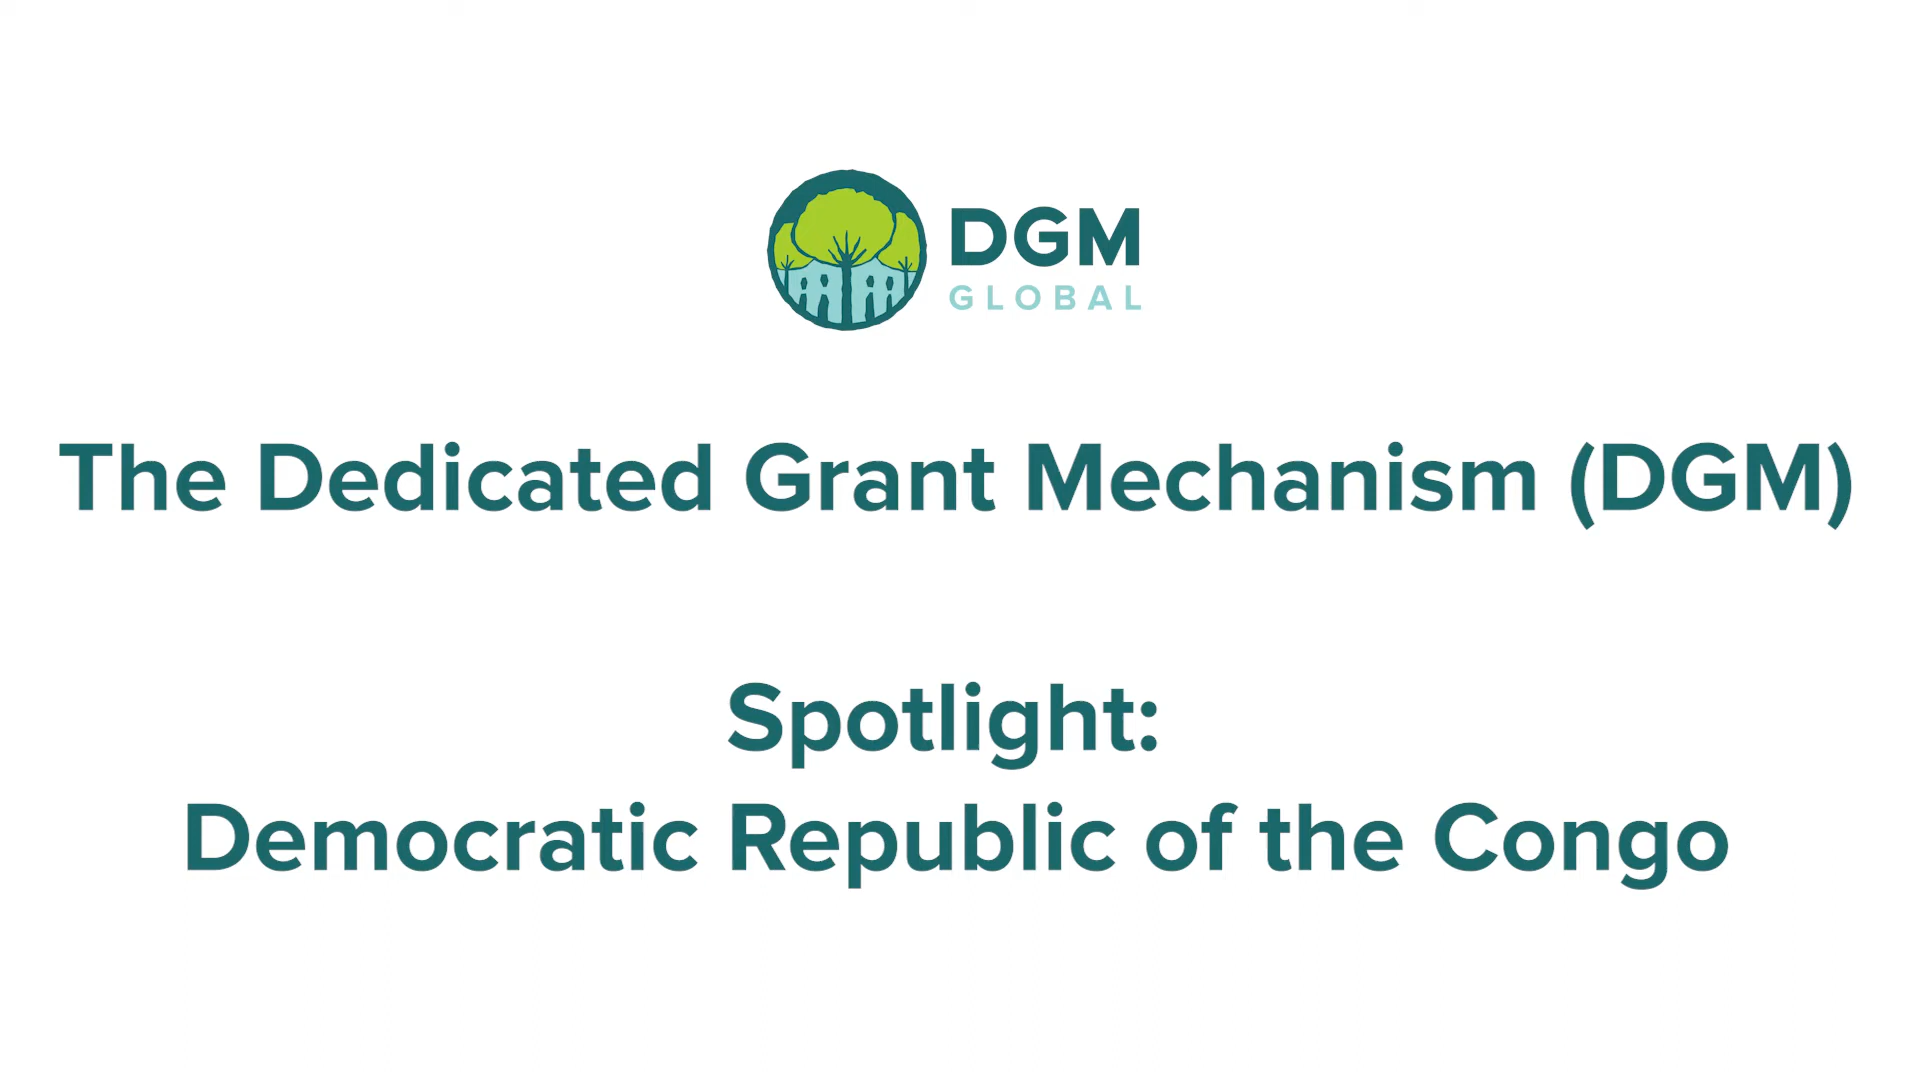 DGM
GLOBAL
The Dedicated Grant Mechanism (DGM)
Spotlight:
Democratic Republic of the Congo